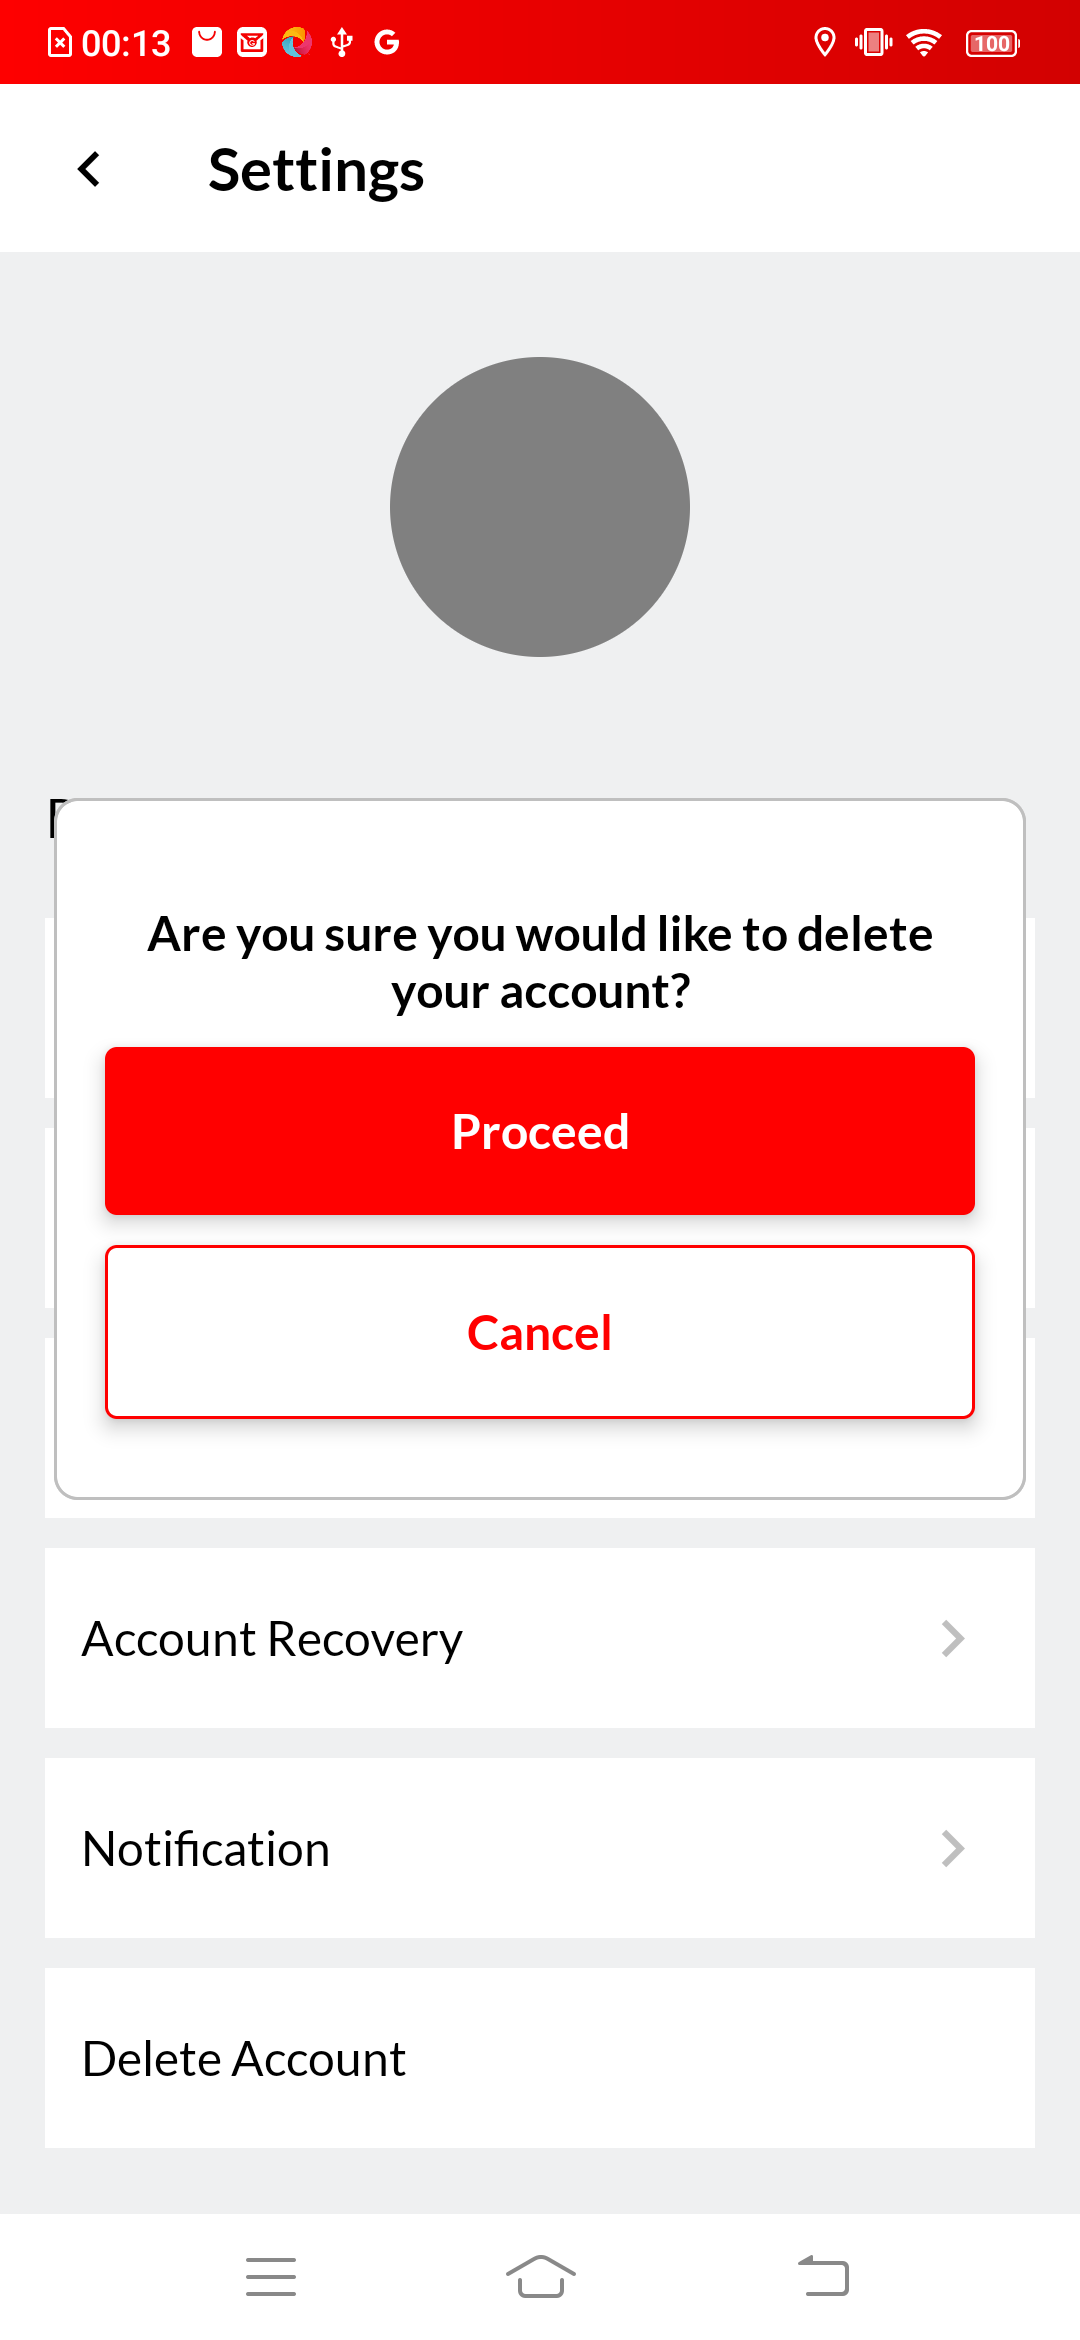 00:13
100
Settings
Are you sure you would like to delete
your account?
Proceed
Cancel
Account Recovery
Notification
Delete Account